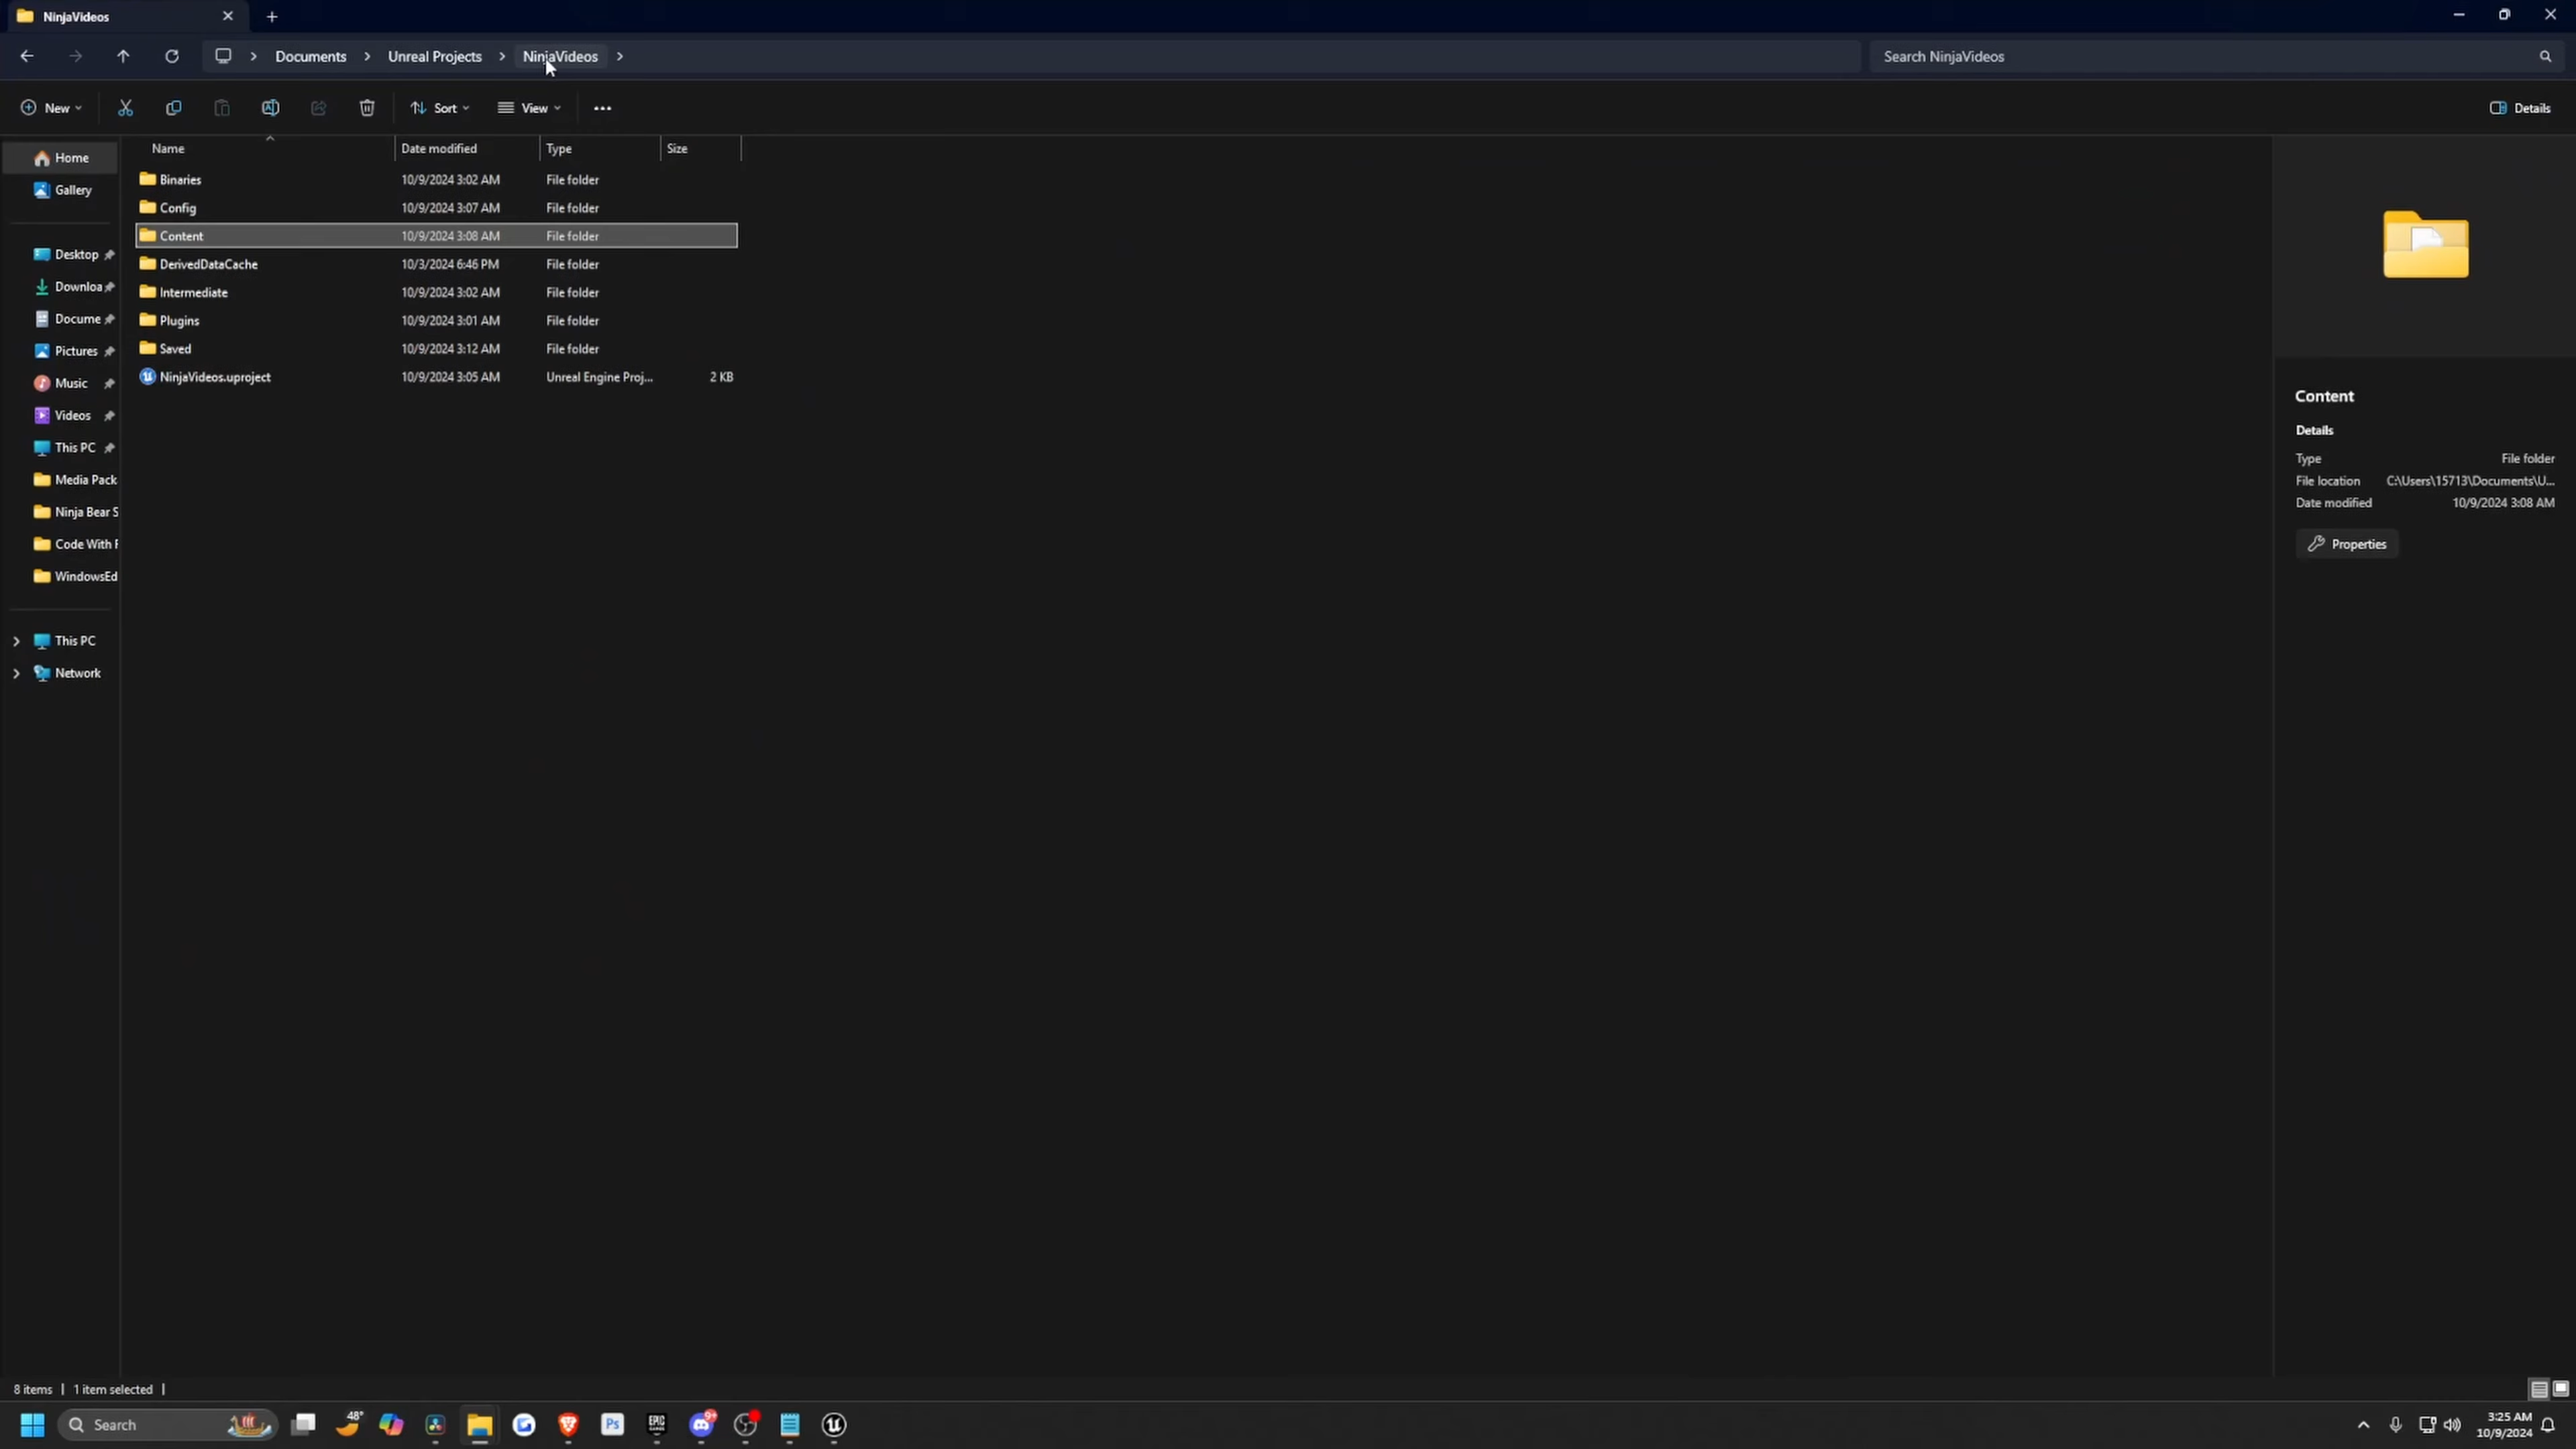 NinjaVideos
Documents > Unreal Projects > NinjaVideos >
Search NinjaVideos
New
Sort
View
Details
Name Date modified Type Size
Home
Gallery
Desktop
Downloa
Docume
Pictures
Music
Videos
This PC
Media Pack
Ninja Bear S
Code With F
WindowsEd
This PC
Network
Binaries 10/9/2024 3:02 AM File folder
Config 10/9/2024 3:07 AM File folder
Content 10/9/2024 3:08 AM File folder
DerivedDataCache 10/3/2024 6:46 PM File folder
Intermediate 10/9/2024 3:02 AM File folder
Plugins 10/9/2024 3:01 AM File folder
Saved 10/9/2024 3:12 AM File folder
NinjaVideos.uproject 10/9/2024 3:05 AM Unreal Engine Proj... 2 KB
Content
Details
Type File folder
File location C:\Users\15713\Documents\U...
Date modified 10/9/2024 3:08 AM
Properties
8 items | 1 item selected |
Search
48°
Ps
EPIC GAMES
9+
3:25 AM
10/9/2024